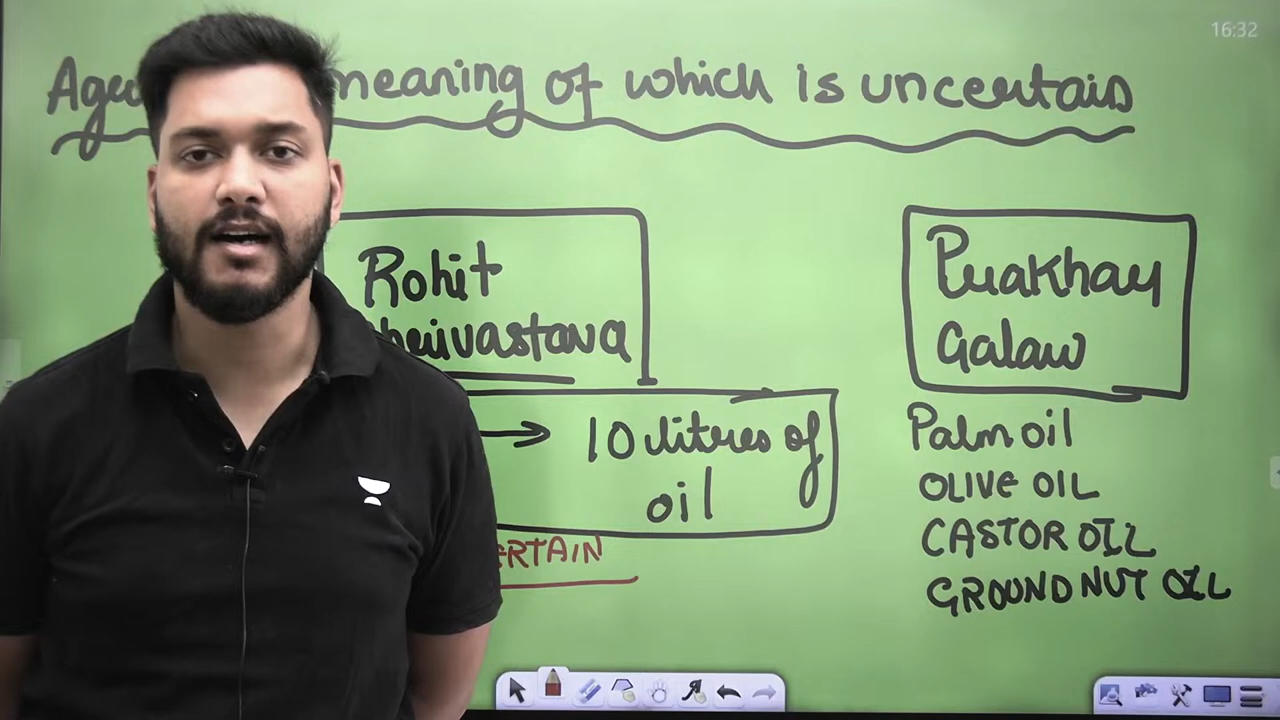 16:32
meaning of which is uncertain
Rohit
Prakhar
Galav
10 litres of
oil
Palm oil
OLIVE OIL
CASTOR OIL
GROUNDNUT OIL